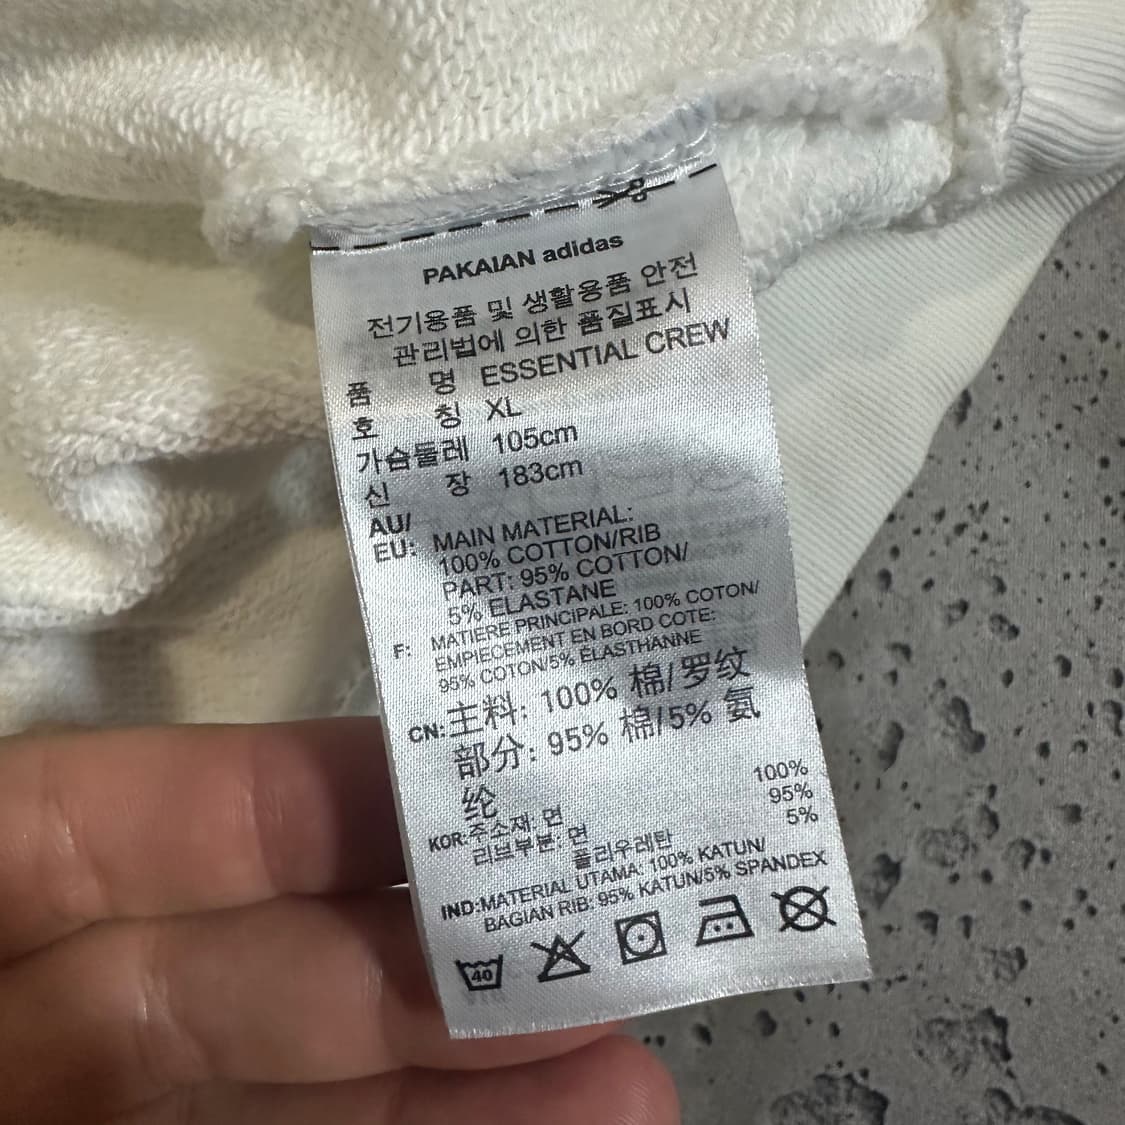 PAKAIAN adidas
전기용품 및 생활용품 안전
관리법에 의한 품질표시
품 명 ESSENTIAL CREW
호 칭 XL
가슴둘레 105cm
신 장 183cm
AU/
EU: MAIN MATERIAL:
100% COTTON/RIB
PART: 95% COTTON/
5% ELASTANE
F: MATIERE PRINCIPALE: 100% COTON/
EMPIECEMENT EN BORD COTE:
95% COTON/5% ÉLASTHANNE
CN: 主料: 100% 棉/罗纹
部分: 95% 棉/5% 氨
纶
KOR: 주소재: 면 100%
리브부분: 면 95%
폴리우레탄 5%
IND: MATERIAL UTAMA: 100% KATUN/
BAGIAN RIB: 95% KATUN/5% SPANDEX
40